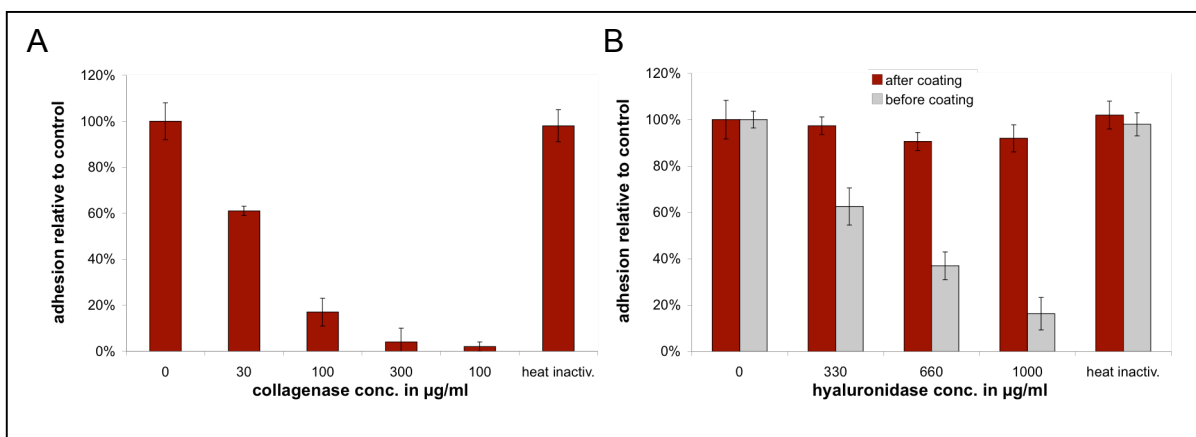 A
adhesion relative to control
120%
100%
80%
60%
40%
20%
0%
0 30 100 300 100 heat inactiv.
collagenase conc. in µg/ml
B
after coating
before coating
adhesion relative to control
120%
100%
80%
60%
40%
20%
0%
0 330 660 1000 heat inactiv.
hyaluronidase conc. in µg/ml